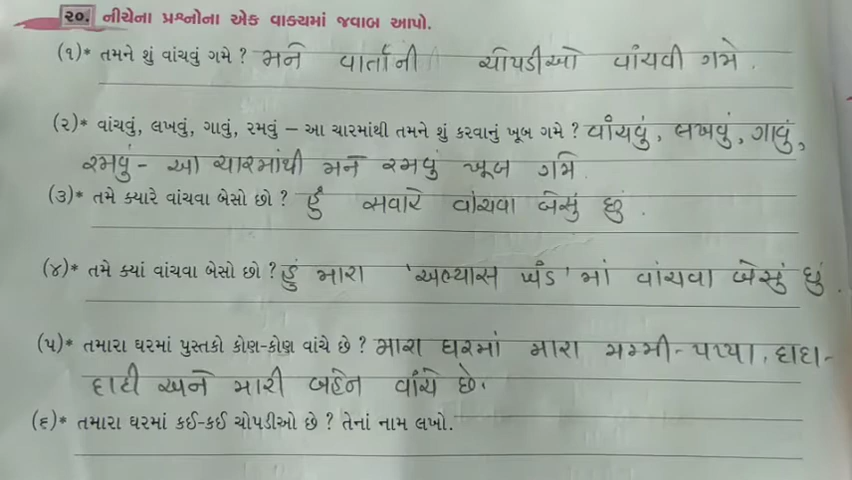 ૨૦. નીચેના પ્રશ્નોના એક વાક્યમાં જવાબ આપો.
(૧)* તમને શું વાંચવું ગમે ? મને વાર્તાની ચોપડીઓ વાંચવી ગમે .
(૨)* વાંચવું, લખવું, ગાવું, રમવું – આ ચારમાંથી તમને શું કરવાનું ખૂબ ગમે ? વાંચવું, લખવું, ગાવું,
રમવું - આ ચારમાંથી મને રમવું ખૂબ ગમે .
(૩)* તમે ક્યારે વાંચવા બેસો છો ? હું સવારે વાંચવા બેસું છું .
(૪)* તમે ક્યાં વાંચવા બેસો છો ? હું મારા 'અભ્યાસ ખંડ' માં વાંચવા બેસું છું .
(૫)* તમારા ઘરમાં પુસ્તકો કોણ-કોણ વાંચે છે ? મારા ઘરમાં મારા મમ્મી - પપ્પા , દાદા -
દાદી અને મારી બહેન વાંચે છે.
(૬)* તમારા ઘરમાં કઈ-કઈ ચોપડીઓ છે ? તેનાં નામ લખો.